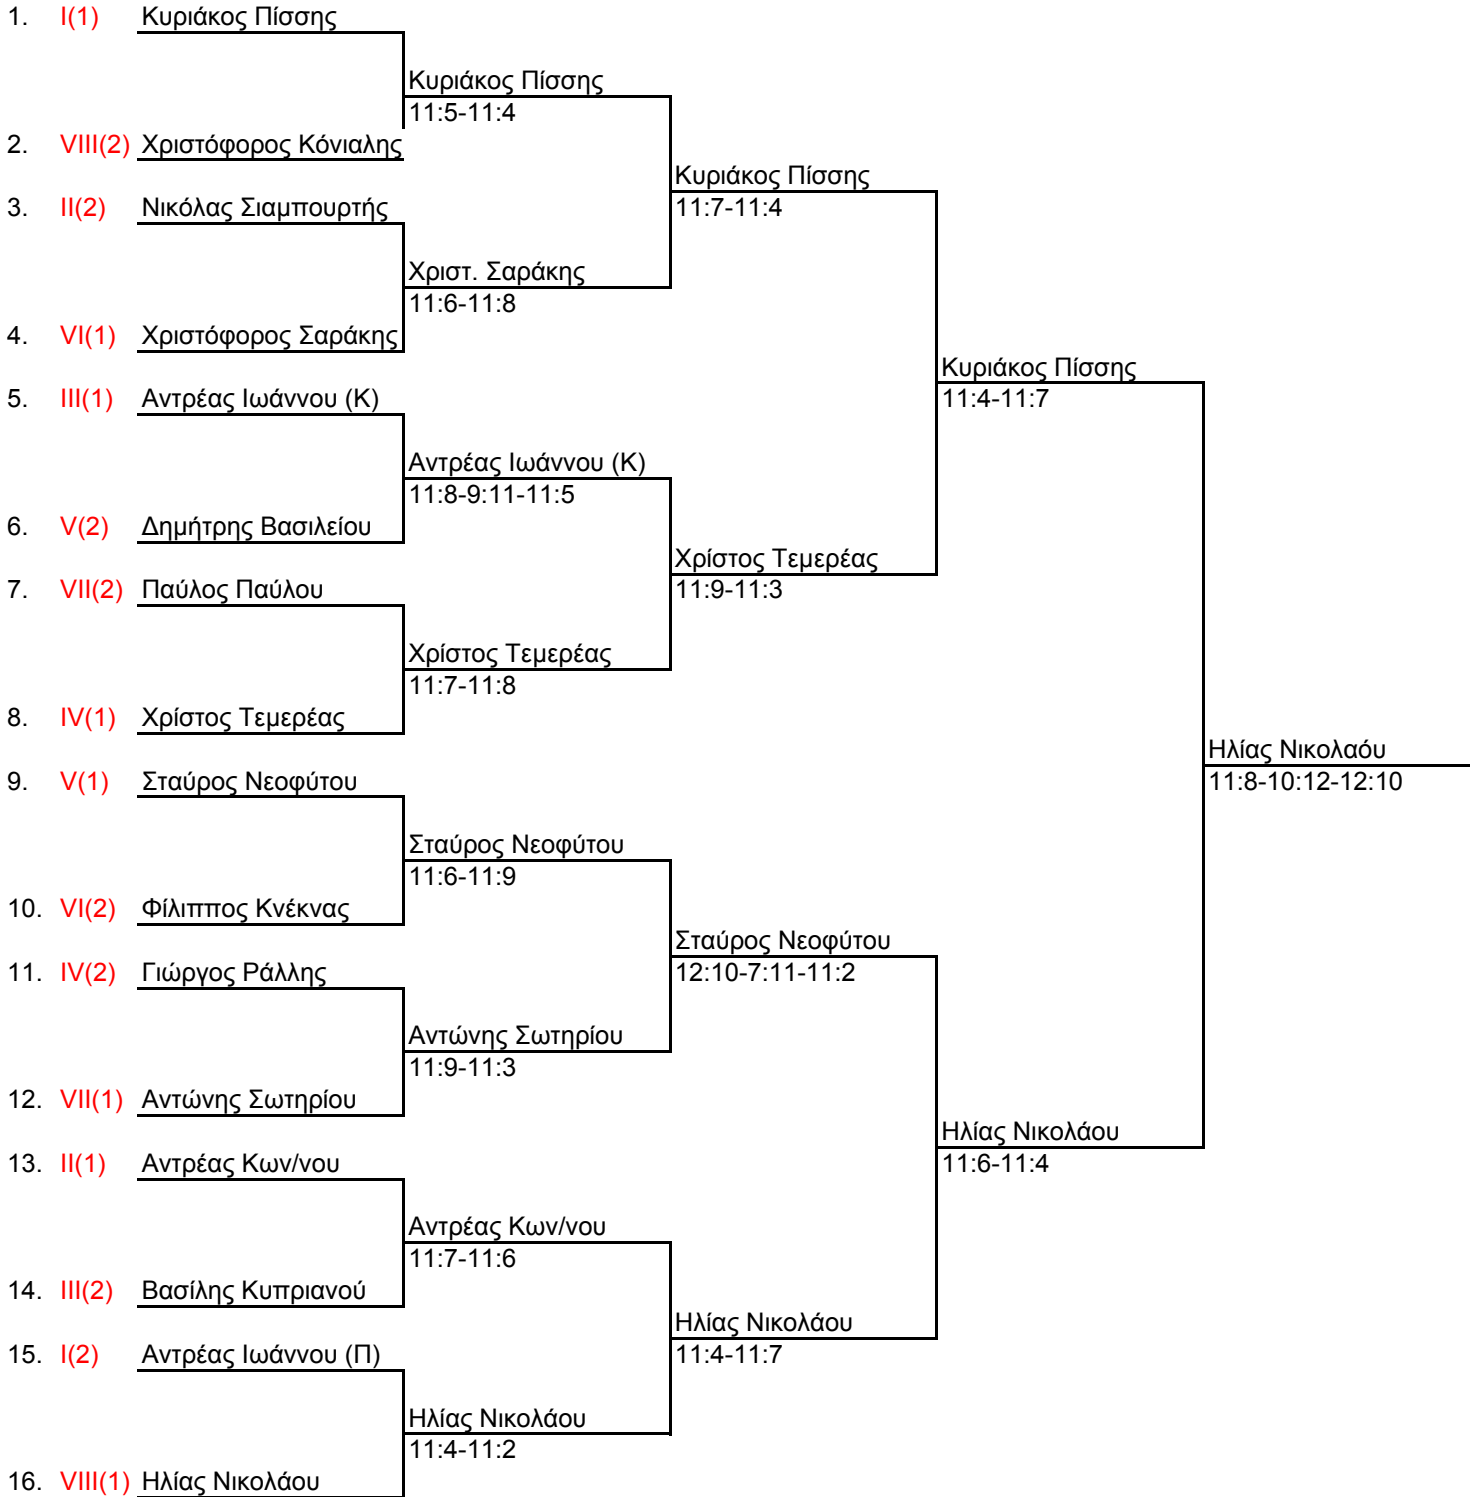 1. I(1) Κυριάκος Πίσσης
Κυριάκος Πίσσης
11:5-11:4
2. VIII(2) Χριστόφορος Κόνιαλης
Κυριάκος Πίσσης
3. II(2) Νικόλας Σιαμπουρτής
11:7-11:4
Χριστ. Σαράκης
11:6-11:8
4. VI(1) Χριστόφορος Σαράκης
Κυριάκος Πίσσης
5. III(1) Αντρέας Ιωάννου (Κ)
11:4-11:7
Αντρέας Ιωάννου (Κ)
11:8-9:11-11:5
6. V(2) Δημήτρης Βασιλείου
Χρίστος Τεμερέας
7. VII(2) Παύλος Παύλου
11:9-11:3
Χρίστος Τεμερέας
11:7-11:8
8. IV(1) Χρίστος Τεμερέας
Ηλίας Νικολαόυ
9. V(1) Σταύρος Νεοφύτου
11:8-10:12-12:10
Σταύρος Νεοφύτου
11:6-11:9
10. VI(2) Φίλιππος Κνέκνας
Σταύρος Νεοφύτου
11. IV(2) Γιώργος Ράλλης
12:10-7:11-11:2
Αντώνης Σωτηρίου
11:9-11:3
12. VII(1) Αντώνης Σωτηρίου
Ηλίας Νικολάου
13. II(1) Αντρέας Κων/νου
11:6-11:4
Αντρέας Κων/νου
11:7-11:6
14. III(2) Βασίλης Κυπριανού
Ηλίας Νικολάου
15. I(2) Αντρέας Ιωάννου (Π)
11:4-11:7
Ηλίας Νικολάου
11:4-11:2
16. VIII(1) Ηλίας Νικολάου